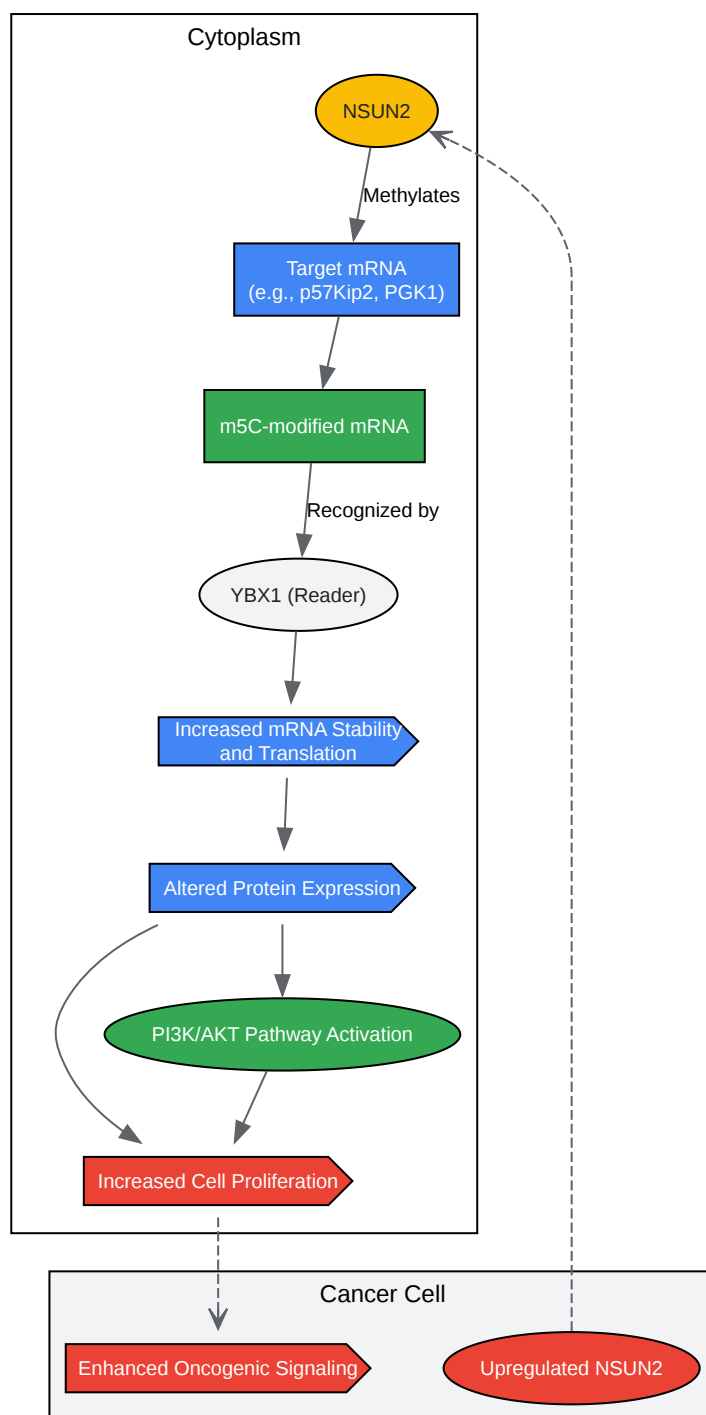 Cytoplasm
NSUN2
Methylates
Target mRNA
(e.g., p57Kip2, PGK1)
m5C-modified mRNA
Recognized by
YBX1 (Reader)
Increased mRNA Stability
and Translation
Altered Protein Expression
PI3K/AKT Pathway Activation
Increased Cell Proliferation
Cancer Cell
Enhanced Oncogenic Signaling
Upregulated NSUN2